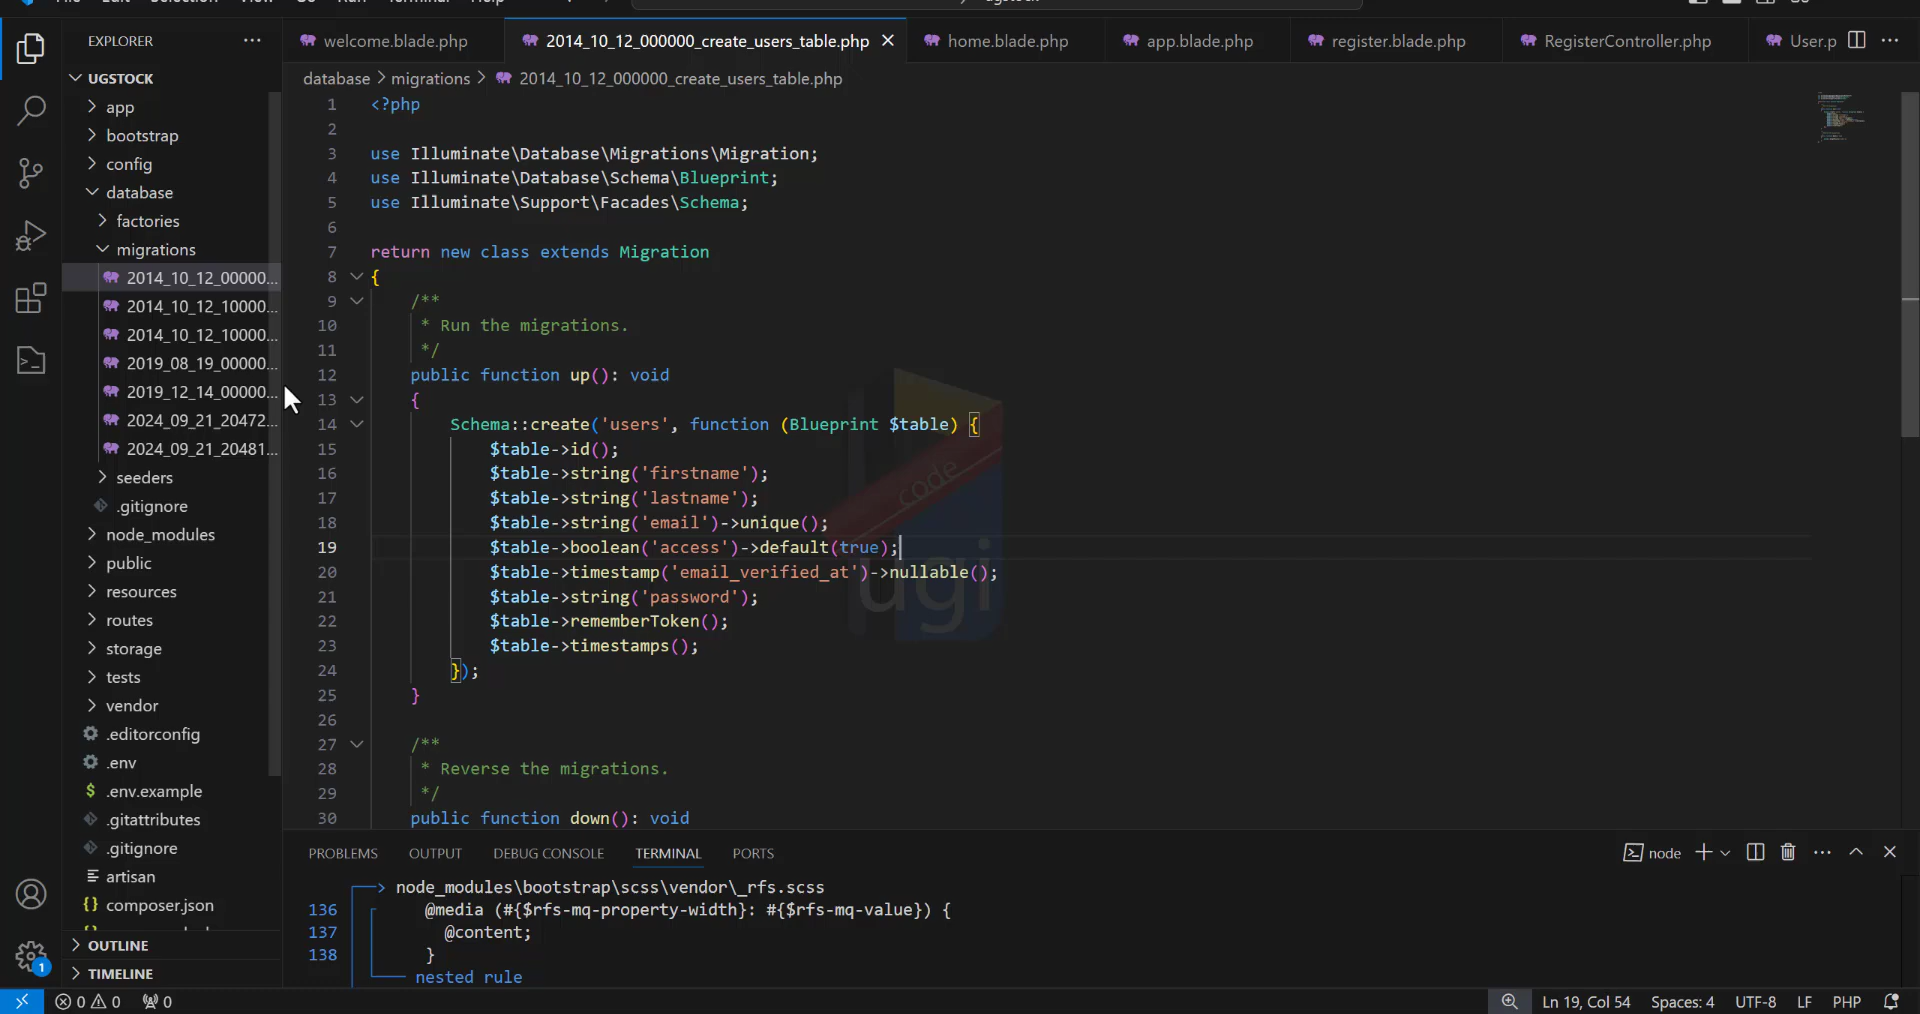 EXPLORER
UGSTOCK
app
bootstrap
config
database
factories
migrations
2014_10_12_00000...
2014_10_12_10000...
2014_10_12_10000...
2019_08_19_00000...
2019_12_14_00000...
2024_09_21_20472...
2024_09_21_20481...
seeders
.gitignore
node_modules
public
resources
routes
storage
tests
vendor
.editorconfig
.env
.env.example
.gitattributes
.gitignore
artisan
composer.json
OUTLINE
TIMELINE
welcome.blade.php 2014_10_12_000000_create_users_table.php home.blade.php app.blade.php register.blade.php RegisterController.php User.p
database > migrations > 2014_10_12_000000_create_users_table.php
1 <?php
2
3 use Illuminate\Database\Migrations\Migration;
4 use Illuminate\Database\Schema\Blueprint;
5 use Illuminate\Support\Facades\Schema;
6
7 return new class extends Migration
8 {
9 /**
10 * Run the migrations.
11 */
12 public function up(): void
13 {
14 Schema::create('users', function (Blueprint $table) {
15 $table->id();
16 $table->string('firstname');
17 $table->string('lastname');
18 $table->string('email')->unique();
19 $table->boolean('access')->default(true);
20 $table->timestamp('email_verified_at')->nullable();
21 $table->string('password');
22 $table->rememberToken();
23 $table->timestamps();
24 });
25 }
26
27 /**
28 * Reverse the migrations.
29 */
30 public function down(): void
code
ugi
PROBLEMS OUTPUT DEBUG CONSOLE TERMINAL PORTS node
node_modules\bootstrap\scss\vendor\_rfs.scss
136 @media (#{$rfs-mq-property-width}: #{$rfs-mq-value}) {
137 @content;
138 }
nested rule
1
0 0 0 Ln 19, Col 54 Spaces: 4 UTF-8 LF PHP